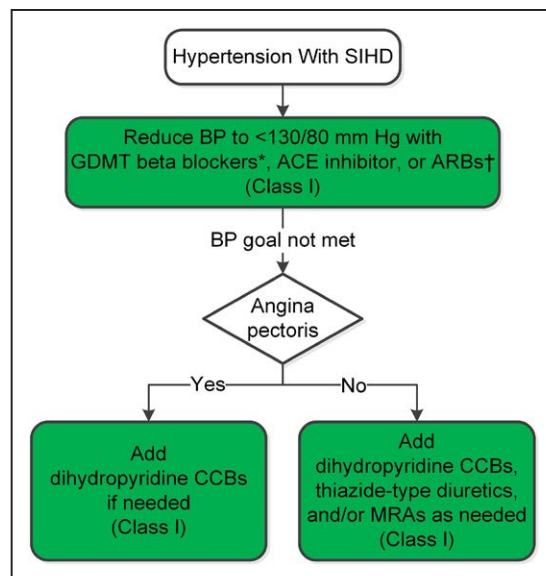 Hypertension With SIHD
Reduce BP to <130/80 mm Hg with
GDMT beta blockers*, ACE inhibitor, or ARBs†
(Class I)
BP goal not met
Angina
pectoris
Yes
No
Add
dihydropyridine CCBs
if needed
(Class I)
Add
dihydropyridine CCBs,
thiazide-type diuretics,
and/or MRAs as needed
(Class I)